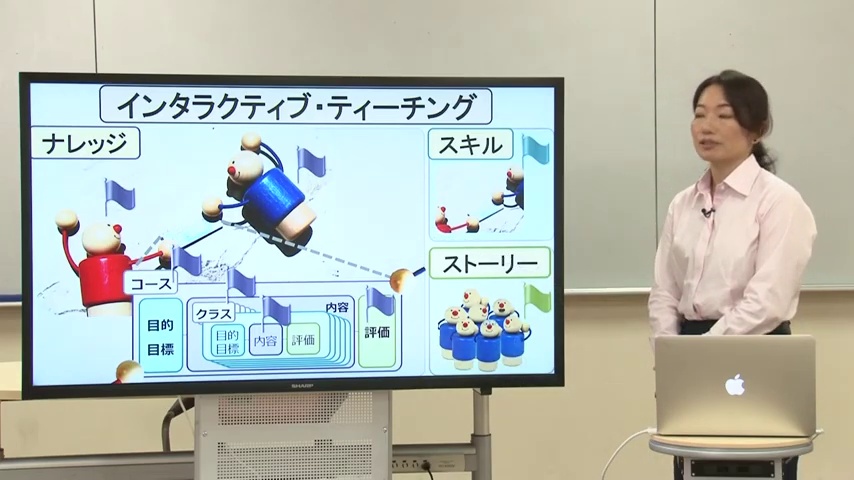 インタラクティブ・ティーチング
ナレッジ
スキル
ストーリー
コース
目的
目標
クラス
目的
目標
内容
評価
内容
評価
SHARP